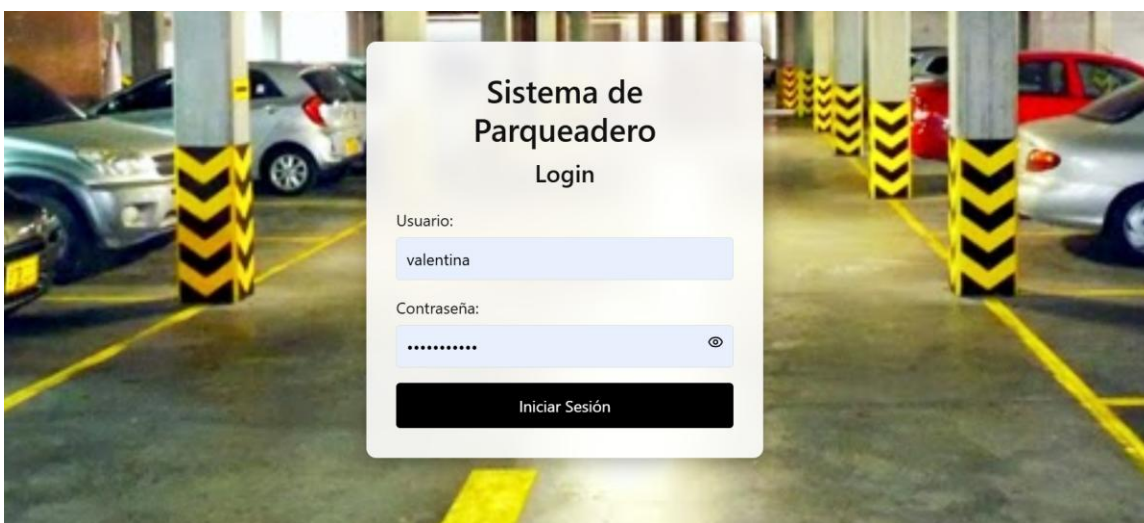 Sistema de
Parqueadero
Login
Usuario:
valentina
Contraseña:
•••••••••••
Iniciar Sesión